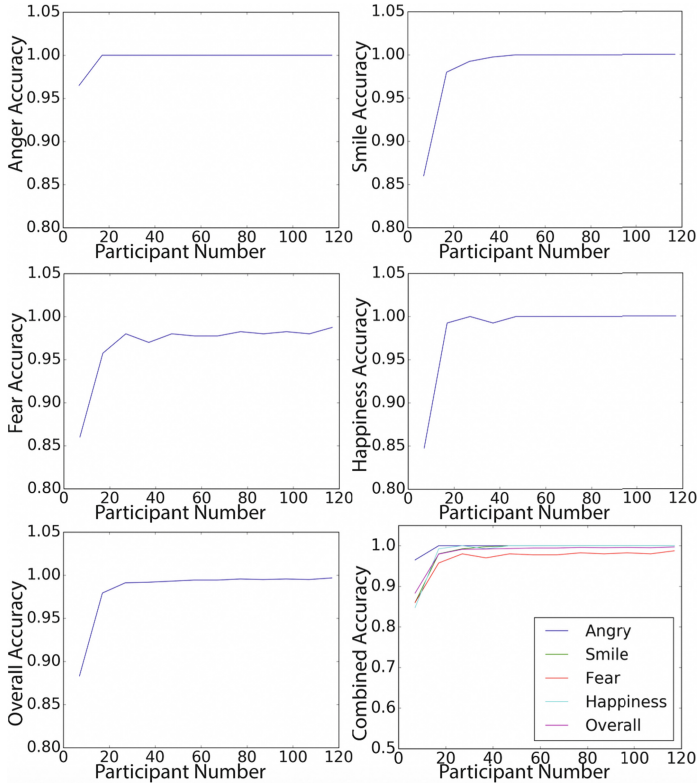 1.05
1.00
0.95
0.90
0.85
0.80
Anger Accuracy
0 20 40 60 80 100 120
Participant Number
1.05
1.00
0.95
0.90
0.85
0.80
Smile Accuracy
0 20 40 60 80 100 120
Participant Number
1.05
1.00
0.95
0.90
0.85
0.80
Fear Accuracy
0 20 40 60 80 100 120
Participant Number
1.05
1.00
0.95
0.90
0.85
0.80
Happiness Accuracy
0 20 40 60 80 100 120
Participant Number
1.05
1.00
0.95
0.90
0.85
0.80
Overall Accuracy
0 20 40 60 80 100 120
Participant Number
1.0
0.9
0.8
0.7
0.6
0.5
Combined Accuracy
Angry
Smile
Fear
Happiness
Overall
0 20 40 60 80 100 120
Participant Number